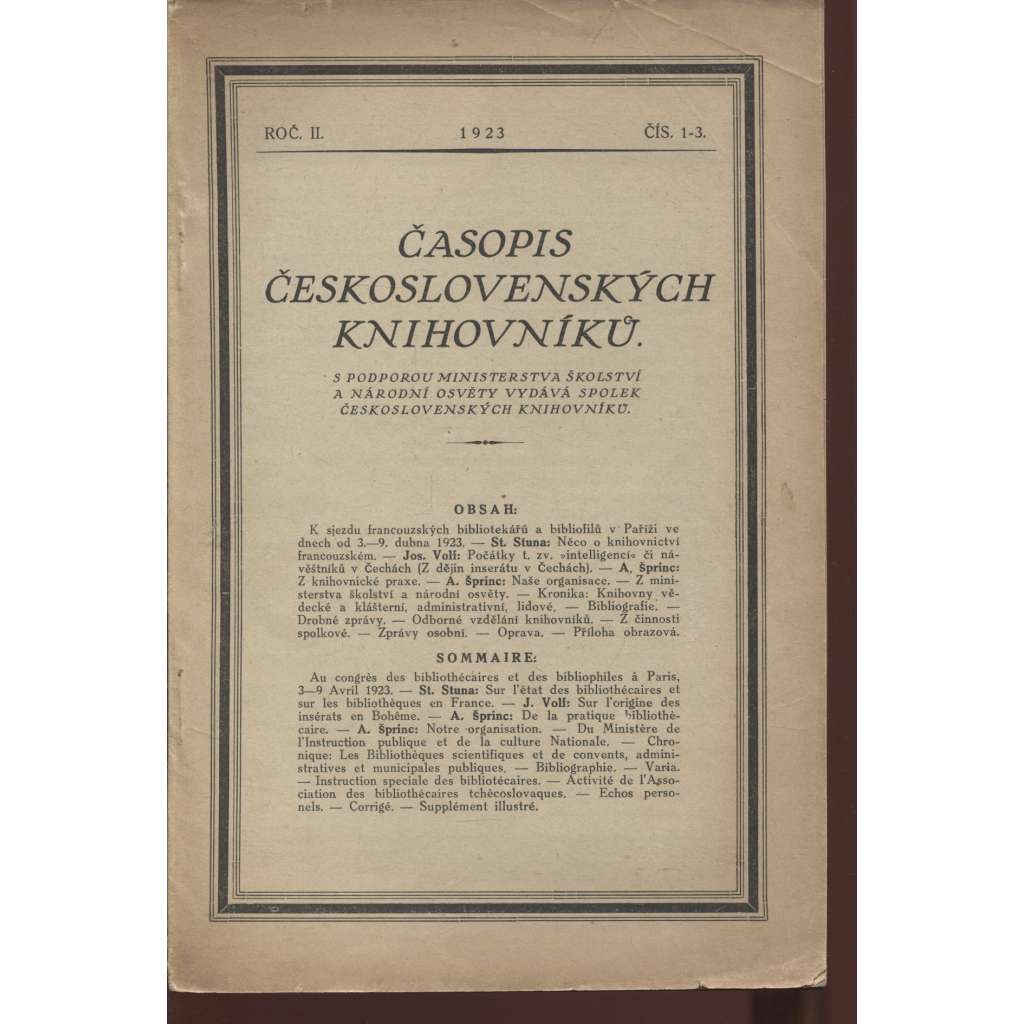 ROČ. II. 1923 ČÍS. 1-3.
ČASOPIS
ČESKOSLOVENSKÝCH
KNIHOVNÍKŮ.
S PODPOROU MINISTERSTVA ŠKOLSTVÍ
A NÁRODNÍ OSVĚTY VYDÁVÁ SPOLEK
ČESKOSLOVENSKÝCH KNIHOVNÍKŮ.
OBSAH:
K sjezdu francouzských bibliotekářů a bibliofilů v Paříži ve
dnech od 3.—9. dubna 1923. — St. Stuna: Něco o knihovnictví
francouzském. — Jos. Volf: Počátky t. zv. »intelligencí« či ná-
věštníků v Čechách (Z dějin inserátu v Čechách). — A. Šprinc:
Z knihovnické praxe. — A. Šprinc: Naše organisace. — Z mini-
sterstva školství a národní osvěty. — Kronika: Knihovny vě-
decké a klášterní, administrativní, lidové. — Bibliografie. —
Drobné zprávy. — Odborné vzdělání knihovníků. — Z činnosti
spolkové. — Zprávy osobní. — Oprava. — Příloha obrazová.
SOMMAIRE:
Au congrès des bibliothécaires et des bibliophiles à Paris,
3—9 Avril 1923. — St. Stuna: Sur l'état des bibliothécaires et
sur les bibliothèques en France. — J. Volf: Sur l'origine des
insérats en Bohême. — A. Šprinc: De la pratique bibliothè-
caire. — A. Šprinc: Notre organisation. — Du Ministère de
l'Instruction publique et de la culture Nationale. — Chro-
nique: Les Bibliothèques scientifiques et de convents, admini-
stratives et municipales publiques. — Bibliographie. — Varia.
— Instruction speciale des bibliotécaires. — Activité de l'Asso-
ciation des bibliothécaires tchècoslovaques. — Echos perso-
nels. — Corrigé. — Supplément illustré.